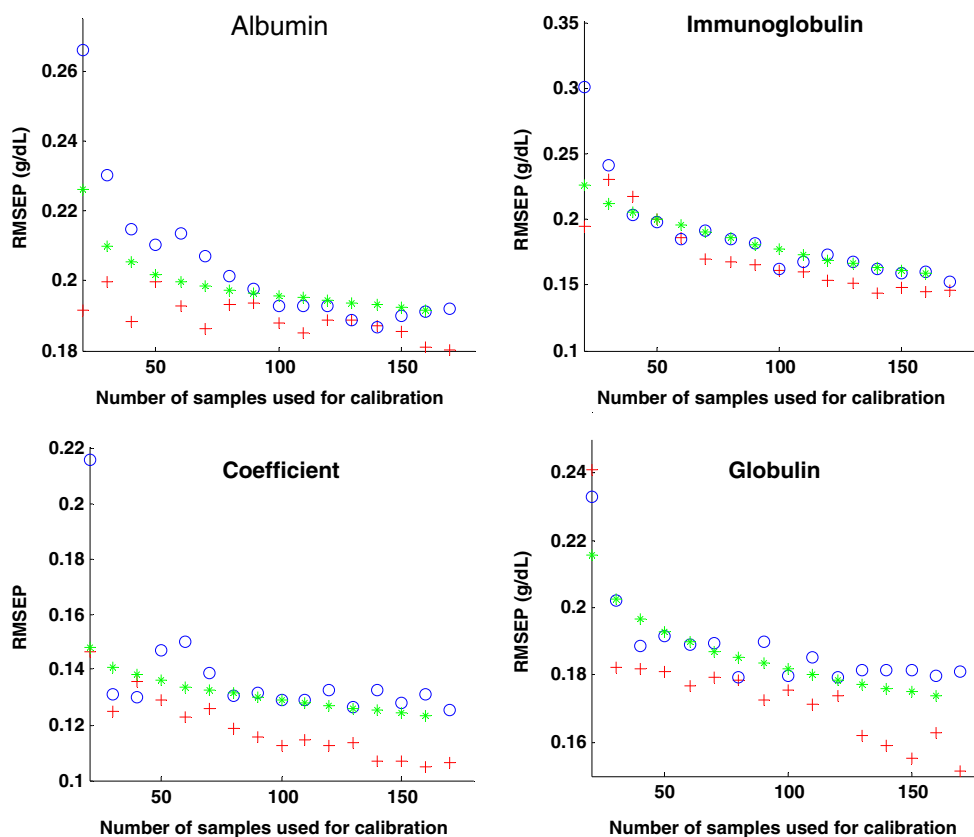 Albumin
0.26
0.24
0.22
0.2
0.18
RMSEP (g/dL)
50
100
150
Number of samples used for calibration
Immunoglobulin
0.35
0.3
0.25
0.2
0.15
0.1
RMSEP (g/dL)
50
100
150
Number of samples used for calibration
Coefficient
0.22
0.2
0.18
0.16
0.14
0.12
0.1
RMSEP
50
100
150
Number of samples used for calibration
Globulin
0.24
0.22
0.2
0.18
0.16
RMSEP (g/dL)
50
100
150
Number of samples used for calibration